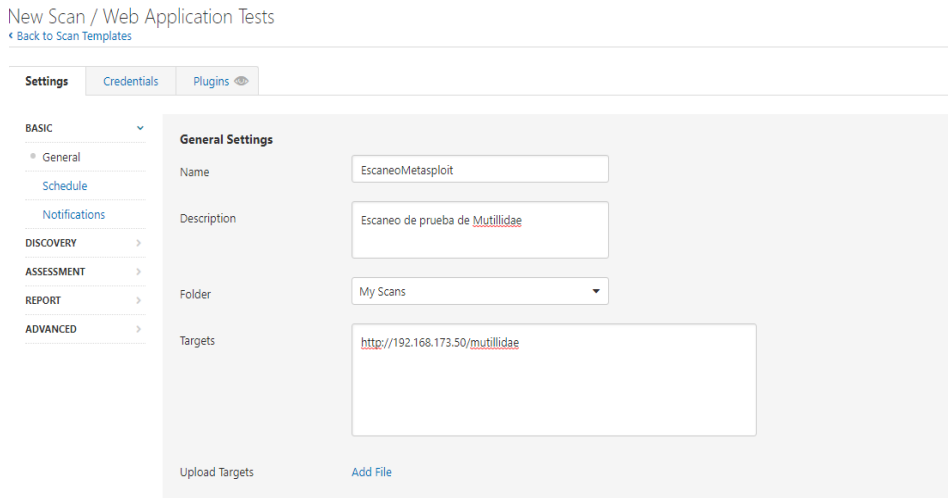 New Scan / Web Application Tests
‹ Back to Scan Templates
Settings
Credentials
Plugins
BASIC
General
Schedule
Notifications
DISCOVERY
ASSESSMENT
REPORT
ADVANCED
General Settings
Name
EscaneoMetasploit
Description
Escaneo de prueba de Mutillidae
Folder
My Scans
Targets
http://192.168.173.50/mutillidae
Upload Targets
Add File